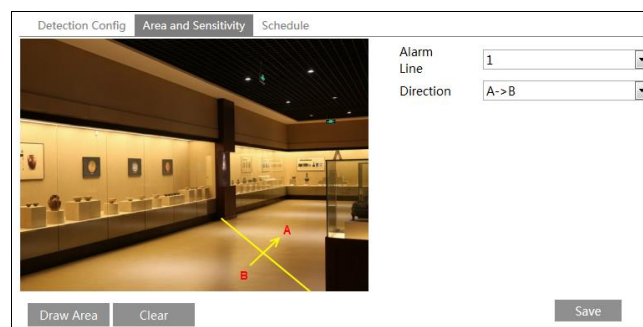 Detection Config Area and Sensitivity Schedule
Alarm Line 1
Direction A->B
A
B
Draw Area Clear Save